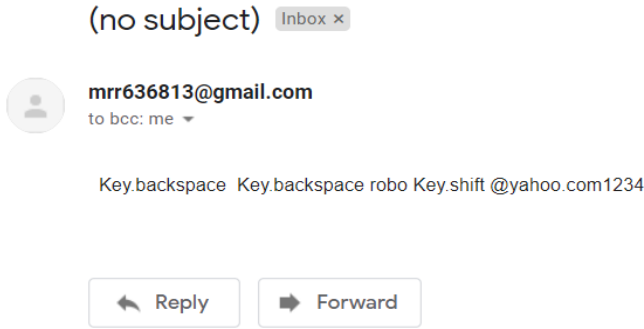 (no subject) Inbox ×
mrr636813@gmail.com
to bcc: me
Key.backspace Key.backspace robo Key.shift @yahoo.com1234
Reply Forward